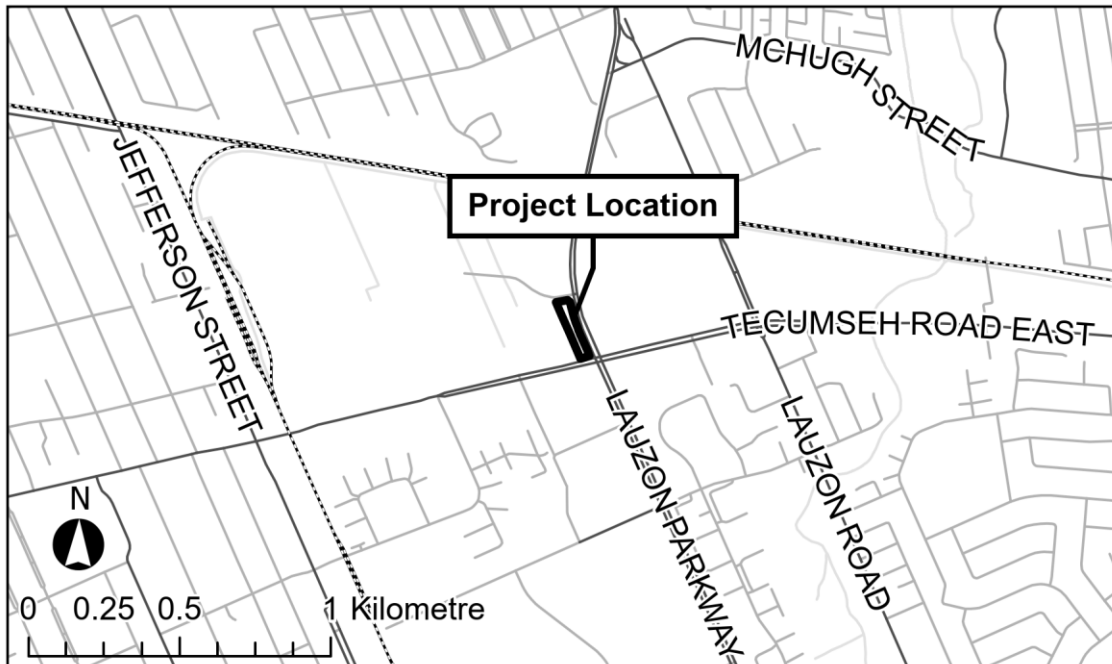 MCHUGH STREET
JEFFERSON STREET
Project Location
TECUMSEH ROAD EAST
LAUZON PARKWAY
LAUZON ROAD
N
0 0.25 0.5 1 Kilometre